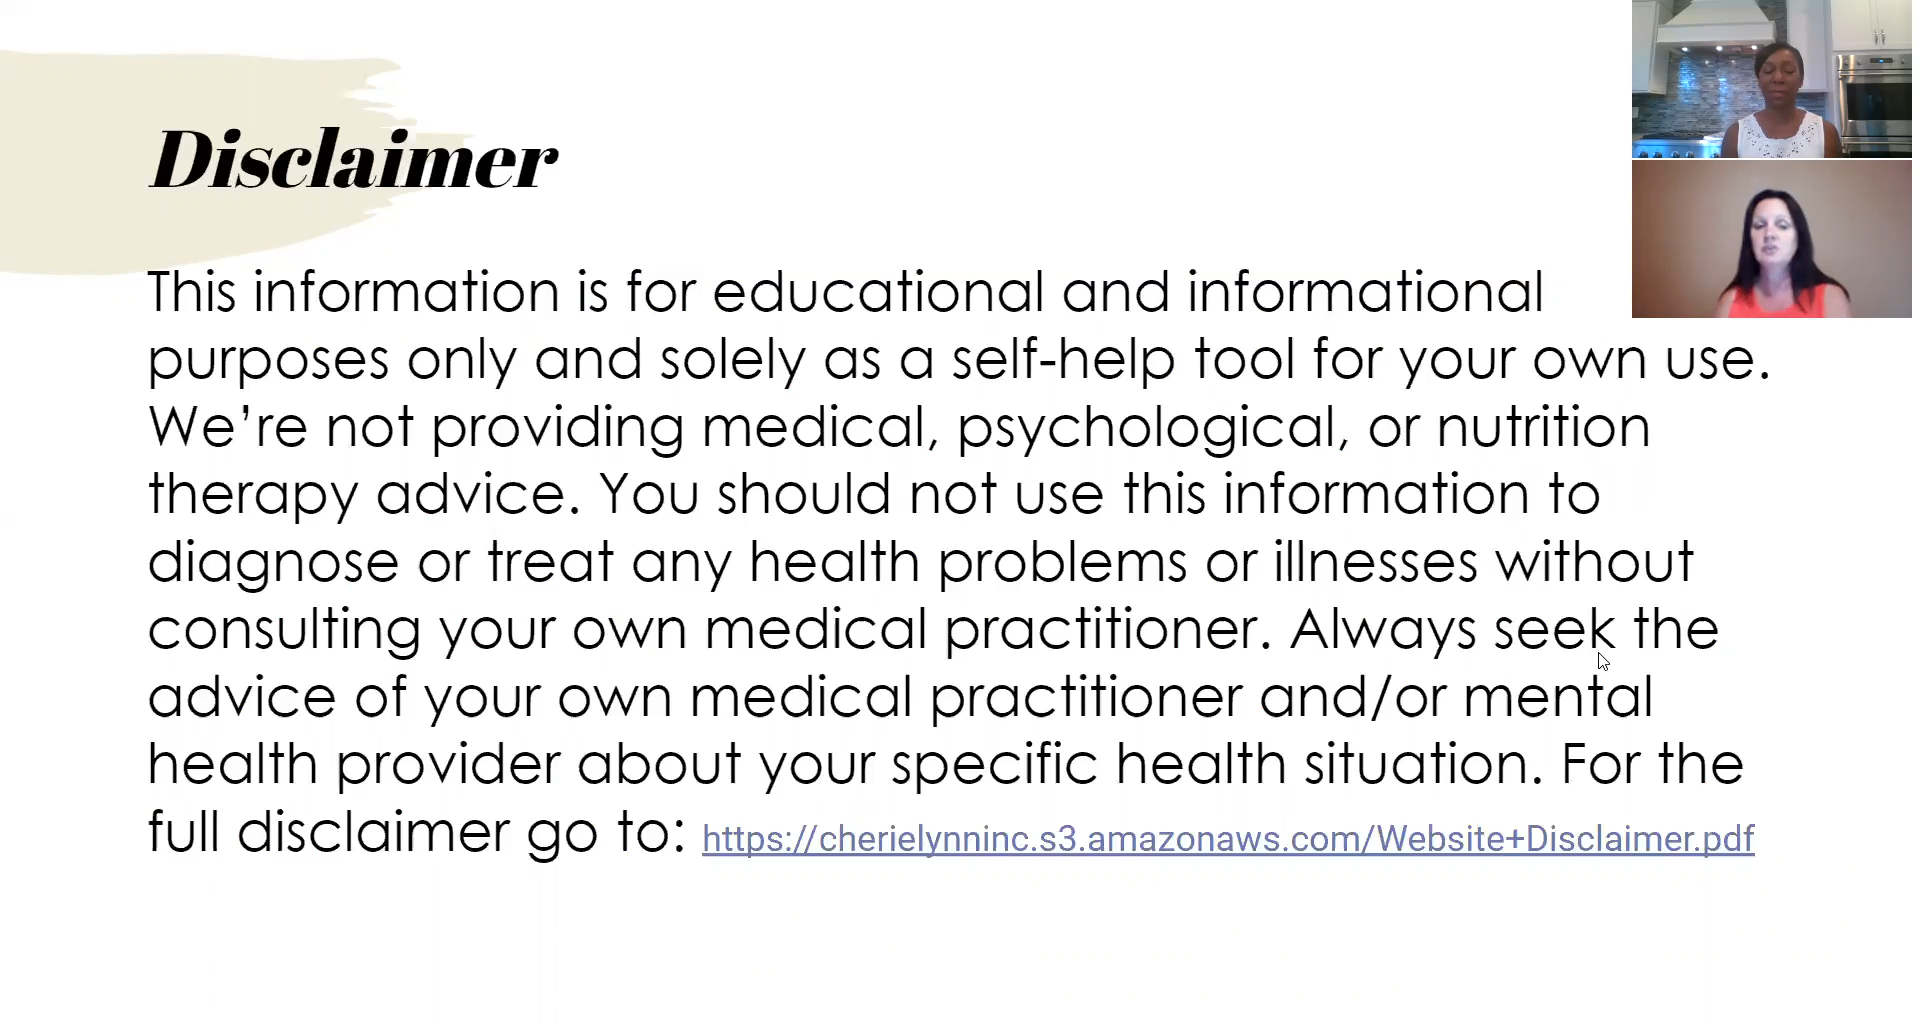 Disclaimer
This information is for educational and informational
purposes only and solely as a self-help tool for your own use.
We’re not providing medical, psychological, or nutrition
therapy advice. You should not use this information to
diagnose or treat any health problems or illnesses without
consulting your own medical practitioner. Always seek the
advice of your own medical practitioner and/or mental
health provider about your specific health situation. For the
full disclaimer go to: https://cherielynninc.s3.amazonaws.com/Website+Disclaimer.pdf